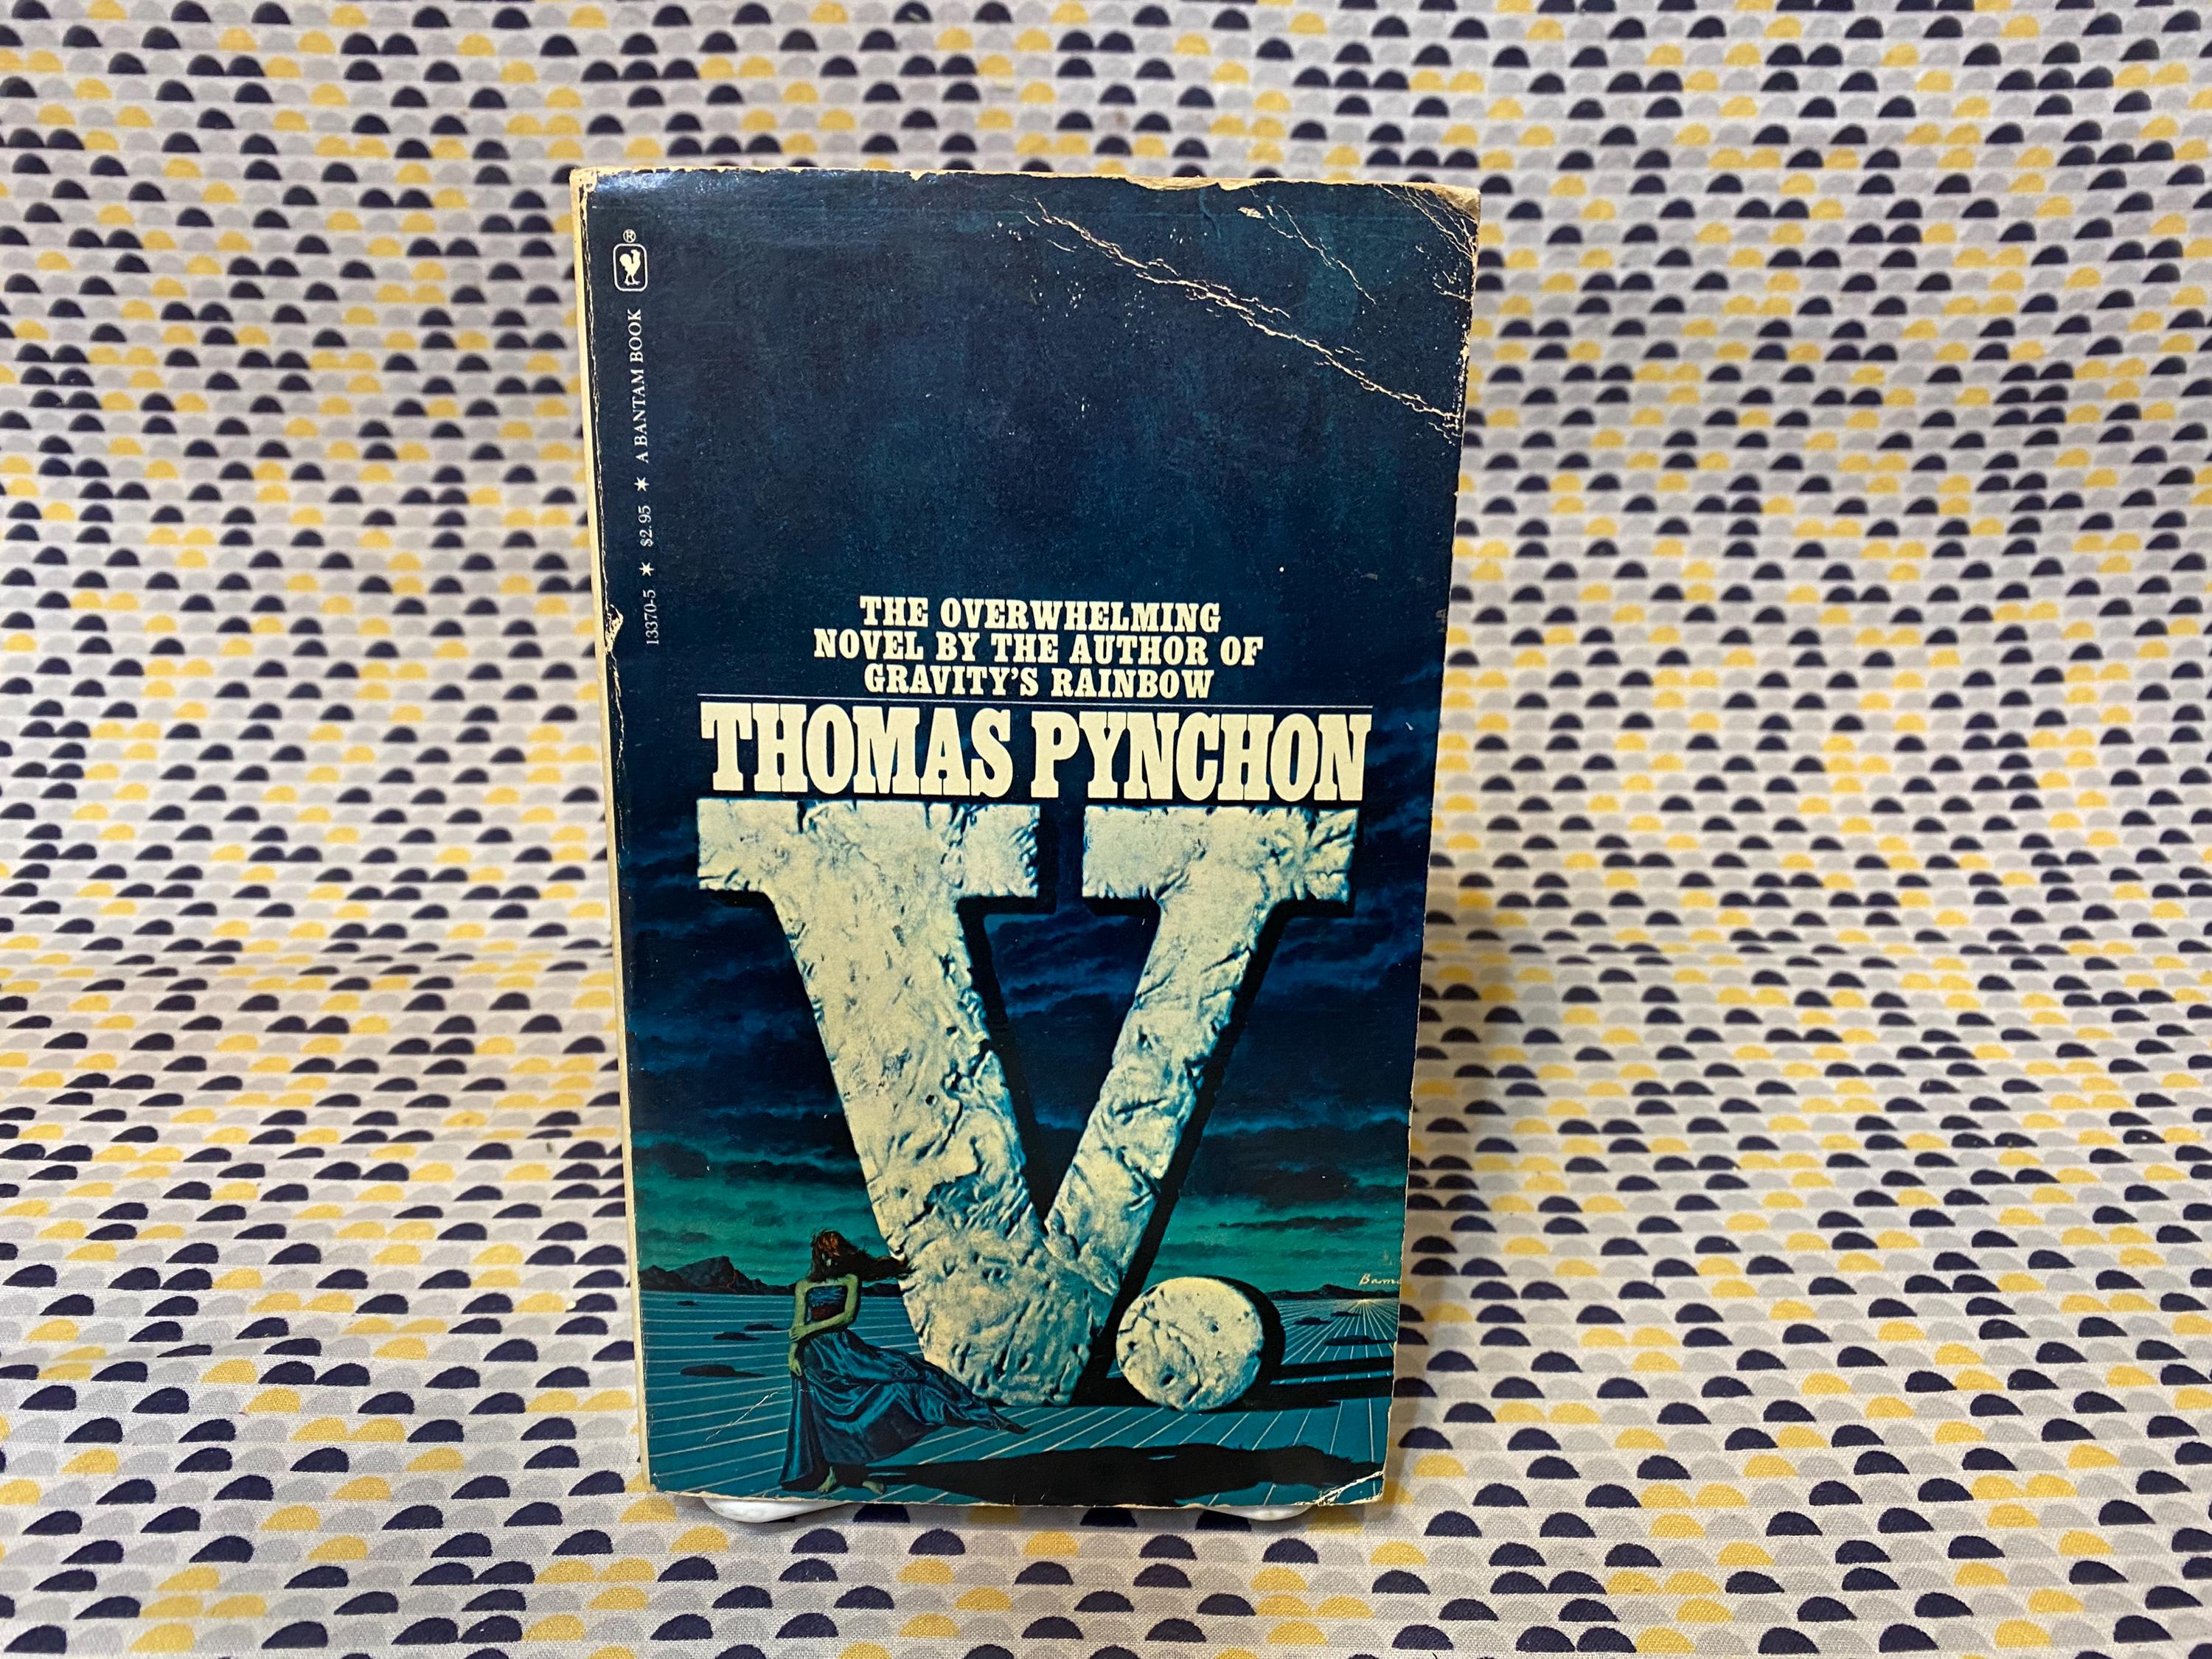 13370-5 ★ $2.95 ★ A BANTAM BOOK ®
THE OVERWHELMING
NOVEL BY THE AUTHOR OF
GRAVITY'S RAINBOW
THOMAS PYNCHON
V.